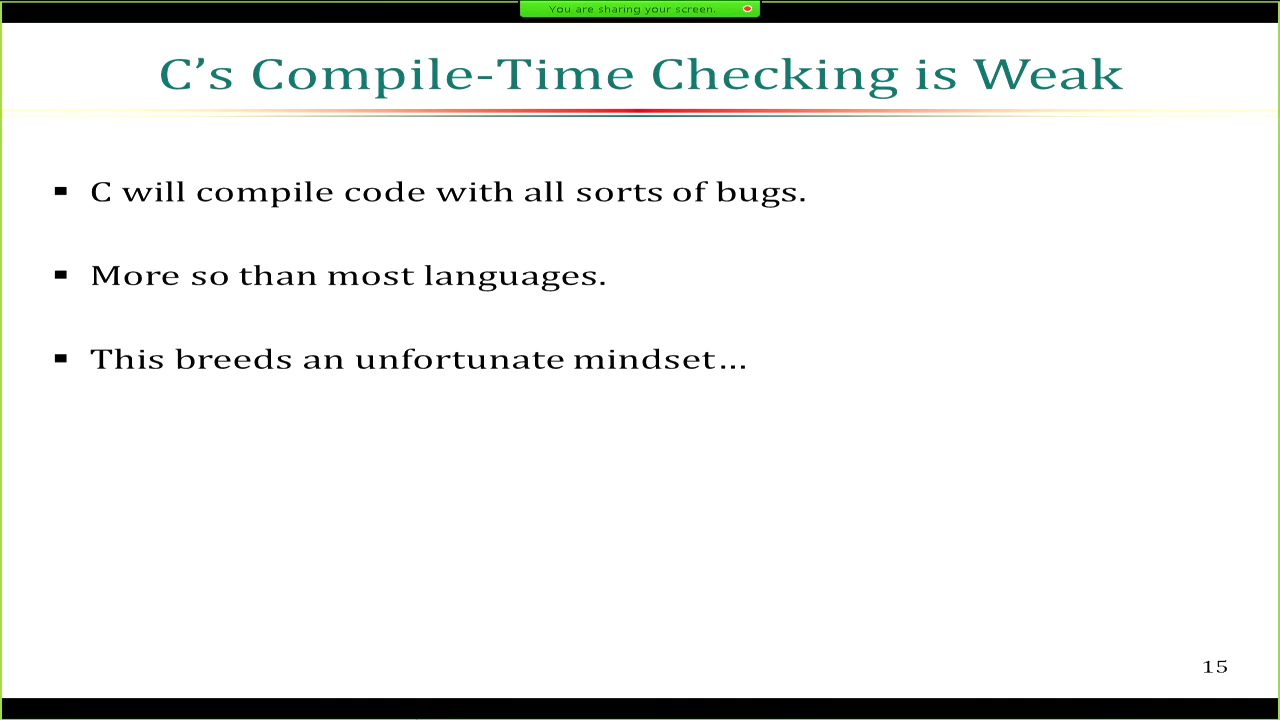 You are sharing your screen.
C’s Compile-Time Checking is Weak
▪ C will compile code with all sorts of bugs.
▪ More so than most languages.
▪ This breeds an unfortunate mindset…
15